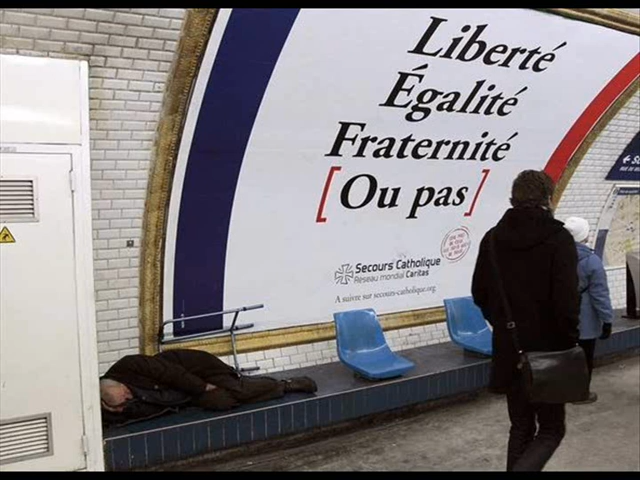 Liberté
Égalité
Fraternité
[Ou pas]
Secours Catholique
Réseau mondial Caritas
A suivre sur secours-catholique.org